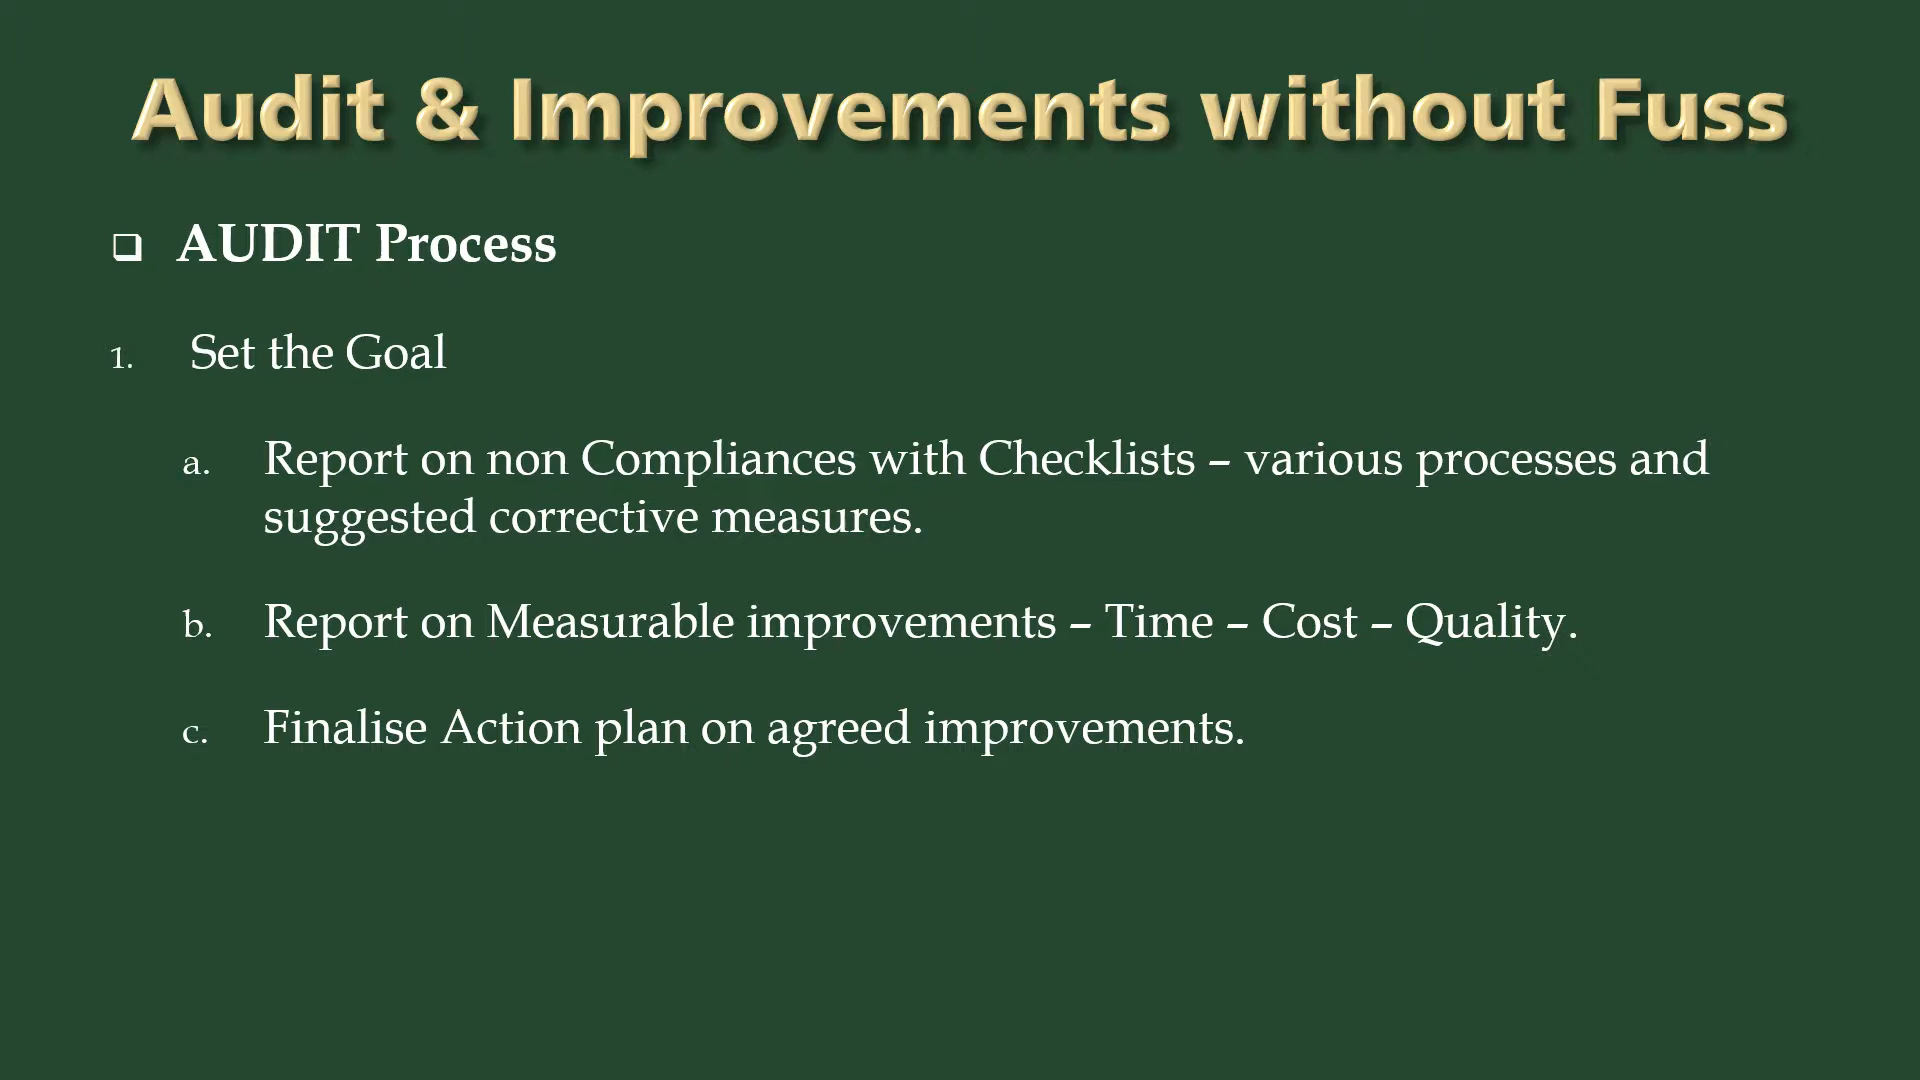 Audit & Improvements without Fuss
❑ AUDIT Process
1. Set the Goal
a. Report on non Compliances with Checklists – various processes and
suggested corrective measures.
b. Report on Measurable improvements – Time – Cost – Quality.
c. Finalise Action plan on agreed improvements.